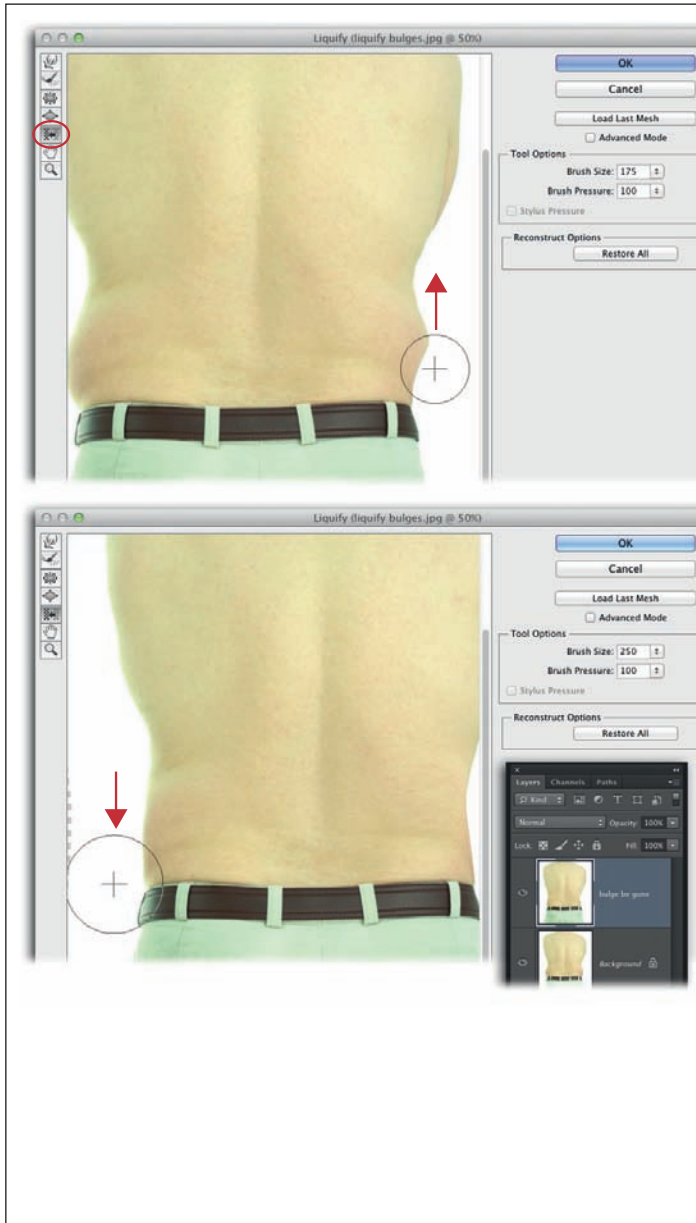 Liquify (liquify bulges.jpg @ 50%)
OK
Cancel
Load Last Mesh
Advanced Mode
Tool Options
Brush Size: 175
Brush Pressure: 100
Stylus Pressure
Reconstruct Options
Restore All
Liquify (liquify bulges.jpg @ 50%)
OK
Cancel
Load Last Mesh
Advanced Mode
Tool Options
Brush Size: 250
Brush Pressure: 100
Stylus Pressure
Reconstruct Options
Restore All
Layers Channels Paths
Kind T
Normal Opacity: 100%
Lock: Fill: 100%
bulge be gone
Background